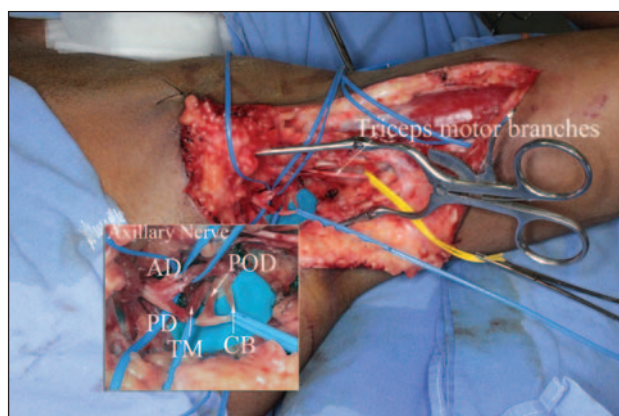 Triceps motor branches
Axillary Nerve
AD POD
PD
TM CB